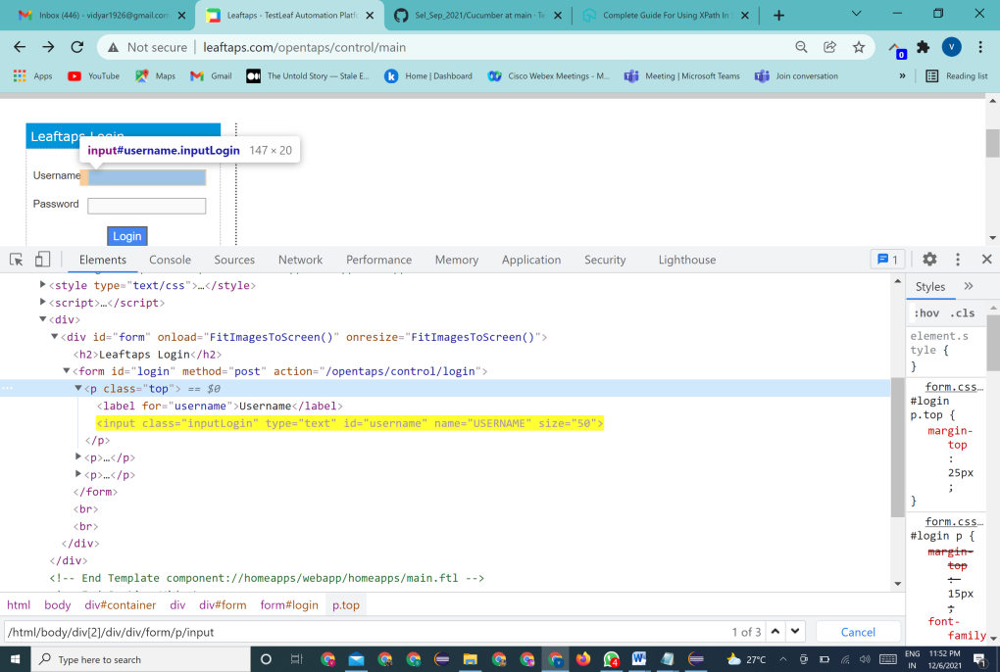 Inbox (446) - vidyar1926@gmail.com
Leaftaps - TestLeaf Automation Platf
Sel_Sep_2021/Cucumber at main · Te
Complete Guide For Using XPath In
Not secure | leaftaps.com/opentaps/control/main
0
V
Apps
YouTube
Maps
Gmail
The Untold Story — Stale E...
Home | Dashboard
Cisco Webex Meetings - M...
Meeting | Microsoft Teams
Join conversation
»
Reading list
Leaftaps Login
input#username.inputLogin 147 × 20
Username
Password
Login
Elements Console Sources Network Performance Memory Application Security Lighthouse
1
<style type="text/css">…</style>
<script>…</script>
<div>
<div id="form" onload="FitImagesToScreen()" onresize="FitImagesToScreen()">
<h2>Leaftaps Login</h2>
<form id="login" method="post" action="/opentaps/control/login">
<p class="top"> == $0
<label for="username">Username</label>
<input class="inputLogin" type="text" id="username" name="USERNAME" size="50">
</p>
<p>…</p>
<p>…</p>
</form>
<br>
<br>
</div>
</div>
<!-- End Template component://homeapps/webapp/homeapps/main.ftl -->
Styles »
:hov .cls
element.s
tyle {
}
form.css…
#login
p.top {
margin-
top
:
25px
;
}
form.css…
#login p {
margin-
top
:
15px
;
font-
family
html body div#container div div#form form#login p.top
/html/body/div[2]/div/div/form/p/input
1 of 3
Cancel
Type here to search
4
27°C
ENG
IN
11:52 PM
12/6/2021
1